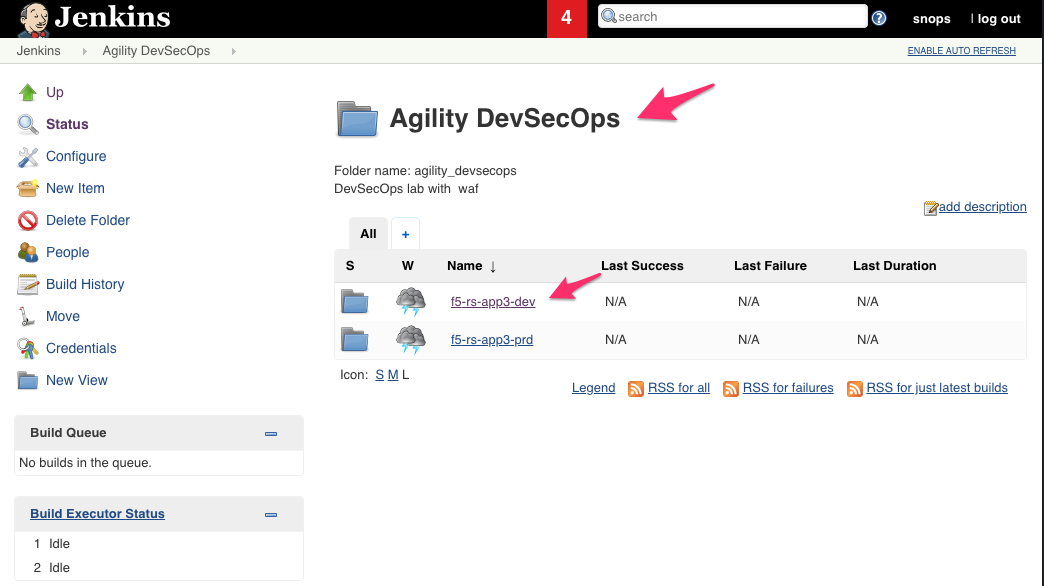 Jenkins
4
search
snops
| log out
Jenkins Agility DevSecOps
ENABLE AUTO REFRESH
Up
Status
Configure
New Item
Delete Folder
People
Build History
Move
Credentials
New View
Build Queue
No builds in the queue.
Build Executor Status
1 Idle
2 Idle
Agility DevSecOps
Folder name: agility_devsecops
DevSecOps lab with waf
add description
All +
S W Name ↓ Last Success Last Failure Last Duration
f5-rs-app3-dev N/A N/A N/A
f5-rs-app3-prd N/A N/A N/A
Icon: S M L
Legend RSS for all RSS for failures RSS for just latest builds